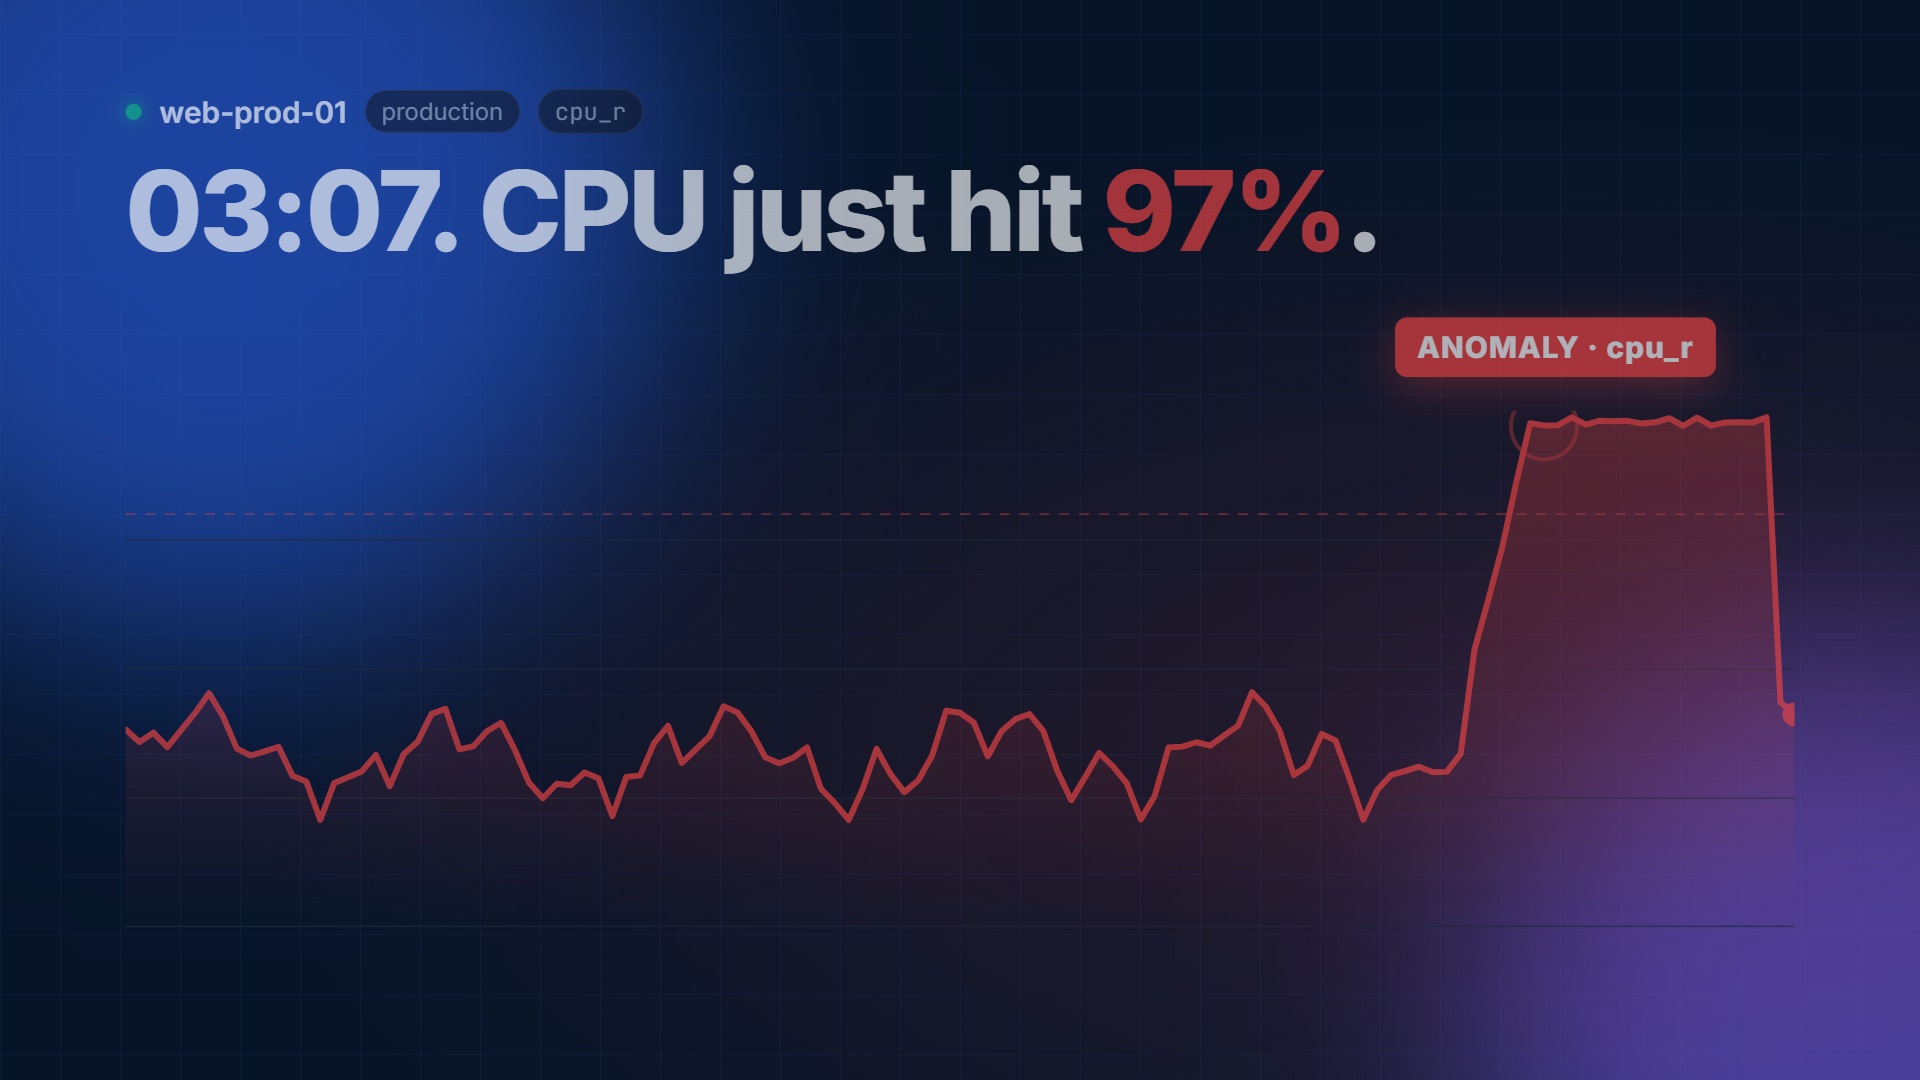 web-prod-01 production cpu_r
03:07. CPU just hit 97%.
ANOMALY · cpu_r